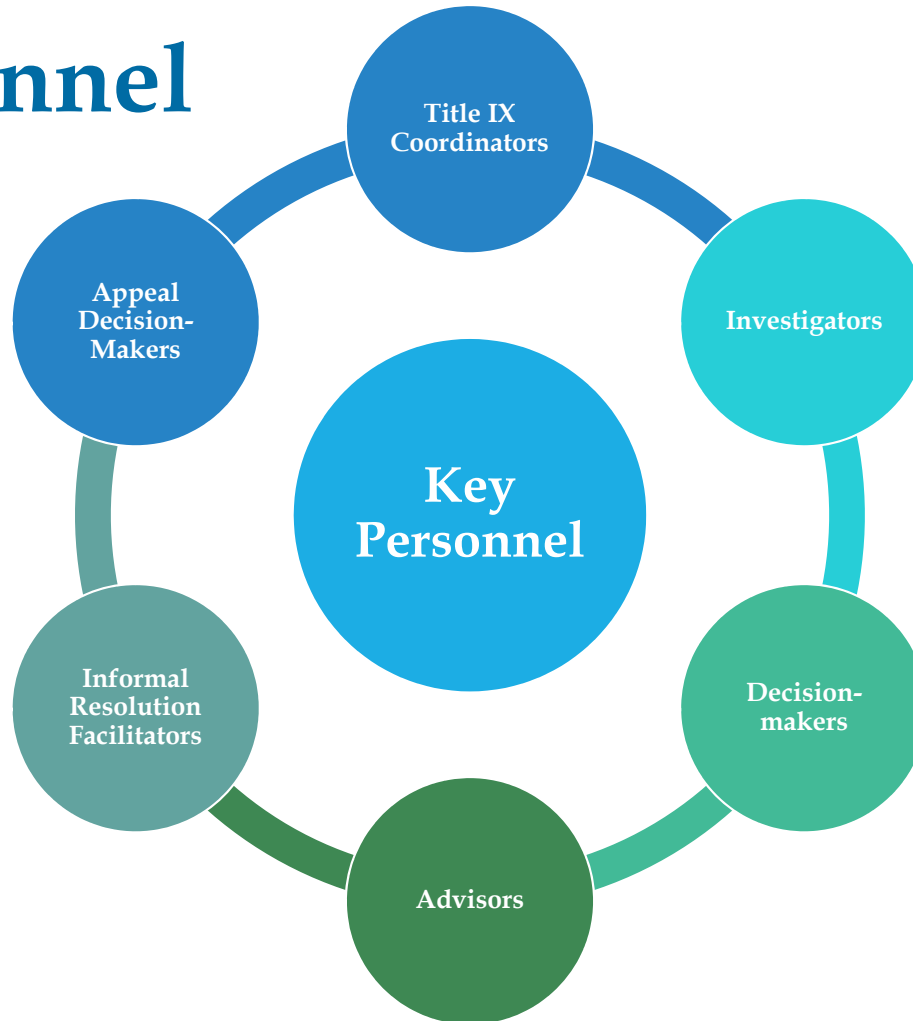 nnel
Title IX
Coordinators
Investigators
Decision-
makers
Advisors
Informal
Resolution
Facilitators
Appeal
Decision-
Makers
Key
Personnel